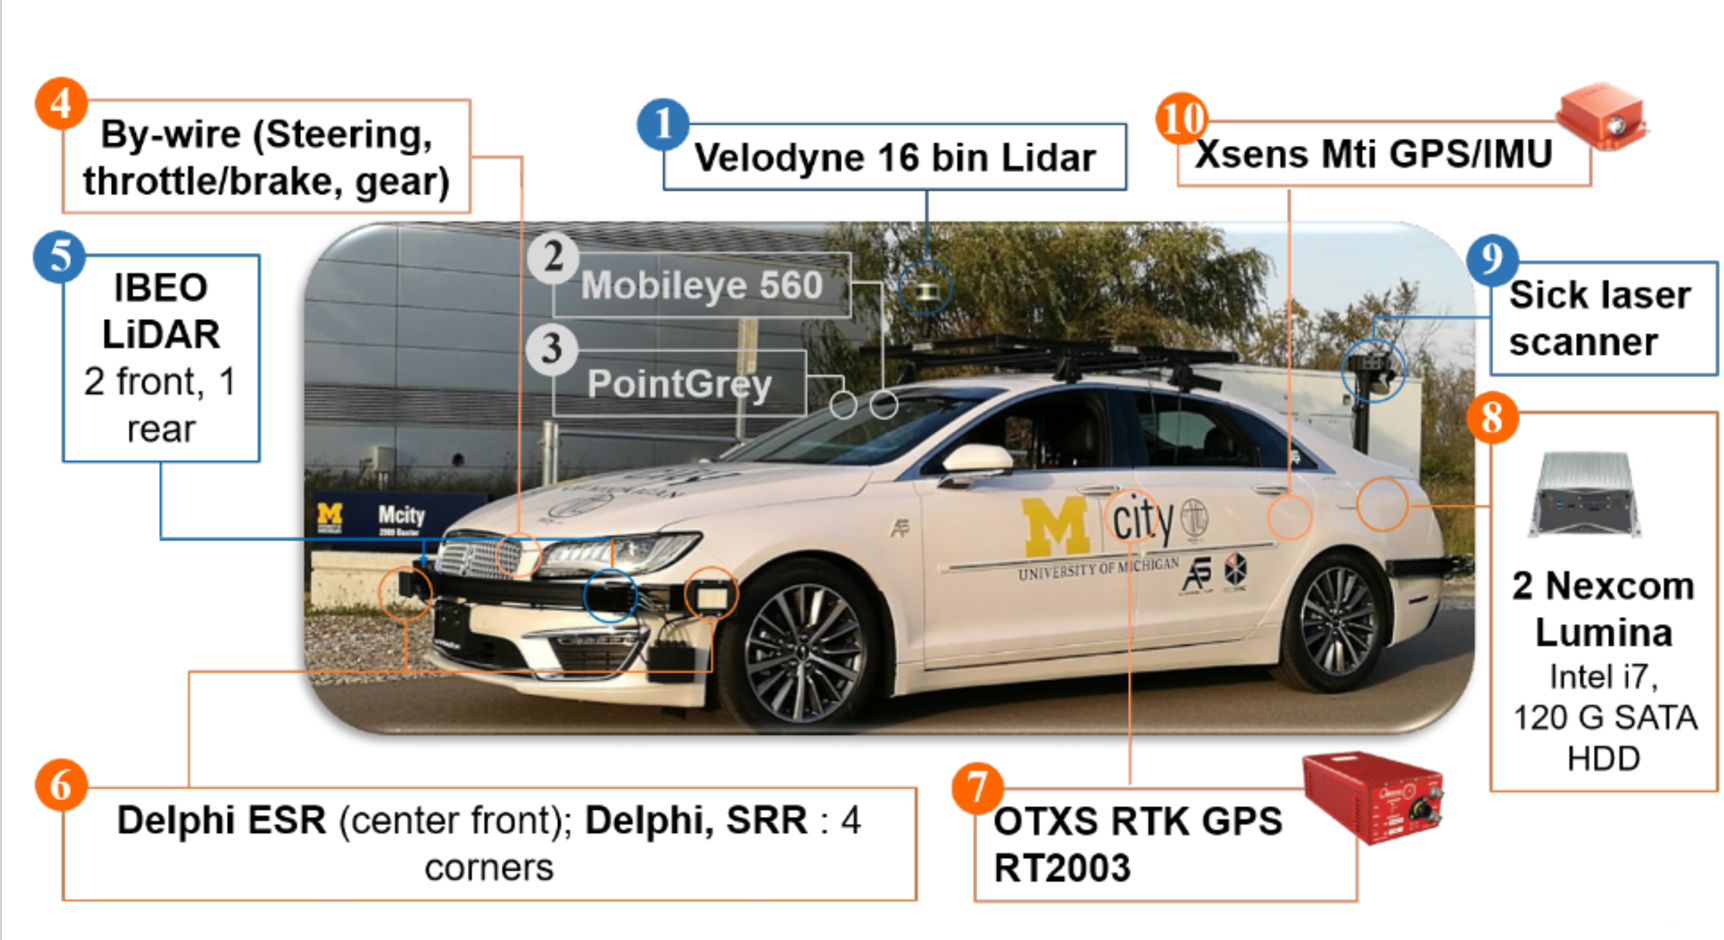 4
By-wire (Steering,
throttle/brake, gear)
1
Velodyne 16 bin Lidar
10
Xsens Mti GPS/IMU
5
IBEO
LiDAR
2 front, 1
rear
2
Mobileye 560
3
PointGrey
9
Sick laser
scanner
8
2 Nexcom
Lumina
Intel i7,
120 G SATA
HDD
M
Mcity
M city
UNIVERSITY OF MICHIGAN
6
Delphi ESR (center front); Delphi, SRR : 4
corners
7
OTXS RTK GPS
RT2003